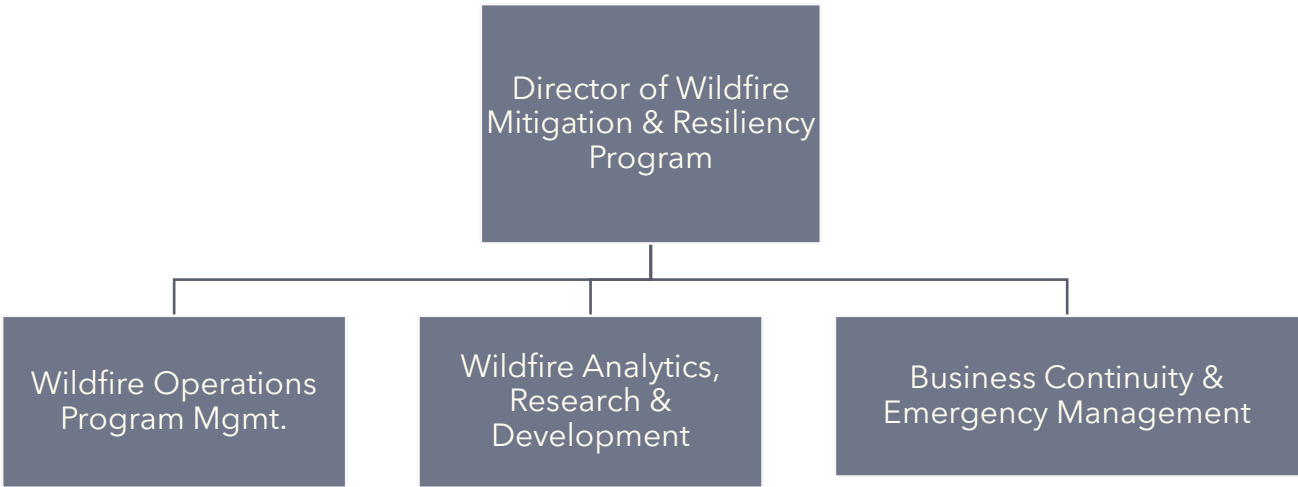 Director of Wildfire
Mitigation & Resiliency
Program
Wildfire Operations
Program Mgmt.
Wildfire Analytics,
Research &
Development
Business Continuity &
Emergency Management